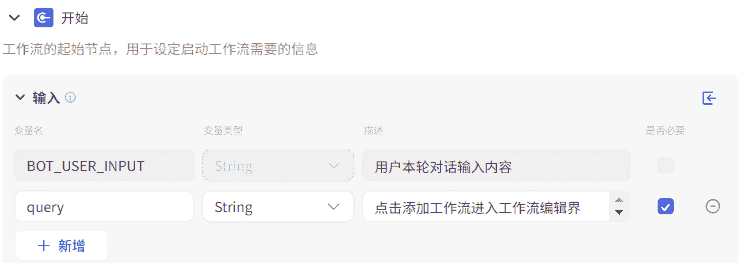 开始
工作流的起始节点，用于设定启动工作流需要的信息
输入
变量名 变量类型 描述 是否必要
BOT_USER_INPUT String 用户本轮对话输入内容
query String 点击添加工作流进入工作流编辑界
+ 新增